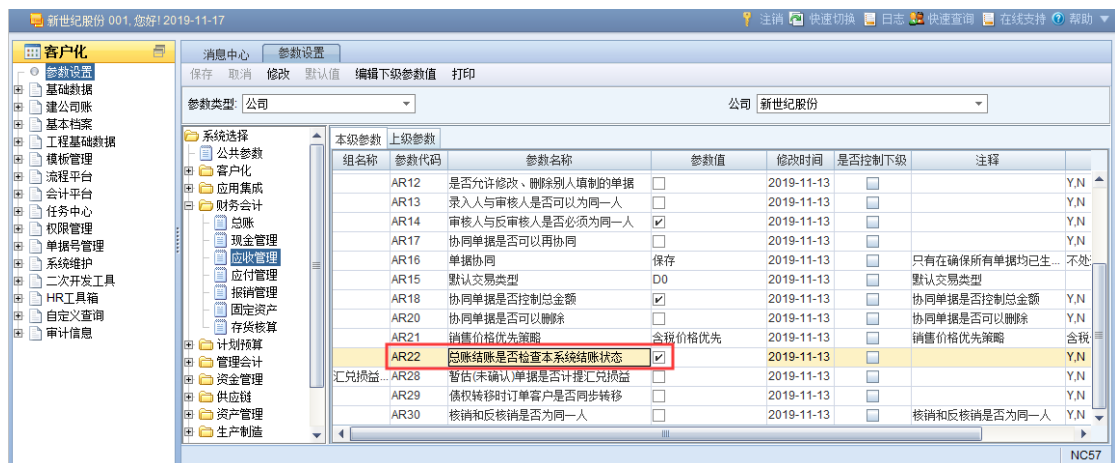 新世纪股份 001, 您好! 2019-11-17
注销 快速切换 日志 快速查询 在线支持 帮助
客户化
参数设置
基础数据
建公司账
基本档案
工程基础数据
模板管理
流程平台
会计平台
任务中心
权限管理
单据号管理
系统维护
二次开发工具
HR工具箱
自定义查询
审计信息
消息中心 参数设置
保存 取消 修改 默认值 编辑下级参数值 打印
参数类型: 公司 公司 新世纪股份
系统选择
公共参数
客户化
应用集成
财务会计
总账
现金管理
应收管理
应付管理
报销管理
固定资产
存货核算
计划预算
管理会计
资金管理
供应链
资产管理
生产制造
本级参数 上级参数
组名称 参数代码 参数名称 参数值 修改时间 是否控制下级 注释
AR12 是否允许修改、删除别人填制的单据 2019-11-13 Y,N
AR13 录入人与审核人是否可以为同一人 2019-11-13 Y,N
AR14 审核人与反审核人是否必须为同一人 2019-11-13 Y,N
AR17 协同单据是否可以再协同 2019-11-13 Y,N
AR16 单据协同 保存 2019-11-13 只有在确保所有单据均已生... 不处
AR15 默认交易类型 D0 2019-11-13 默认交易类型
AR18 协同单据是否控制总金额 2019-11-13 协同单据是否控制总金额 Y,N
AR20 协同单据是否可以删除 2019-11-13 协同单据是否可以删除 Y,N
AR21 销售价格优先策略 含税价格优先 2019-11-13 销售价格优先策略 含税
AR22 总账结账是否检查本系统结账状态 2019-11-13 Y,N
汇兑损益... AR28 暂估(未确认)单据是否计提汇兑损益 2019-11-13 Y,N
AR29 债权转移时订单客户是否同步转移 2019-11-13 Y,N
AR30 核销和反核销是否为同一人 2019-11-13 核销和反核销是否为同一人 Y,N
NC57